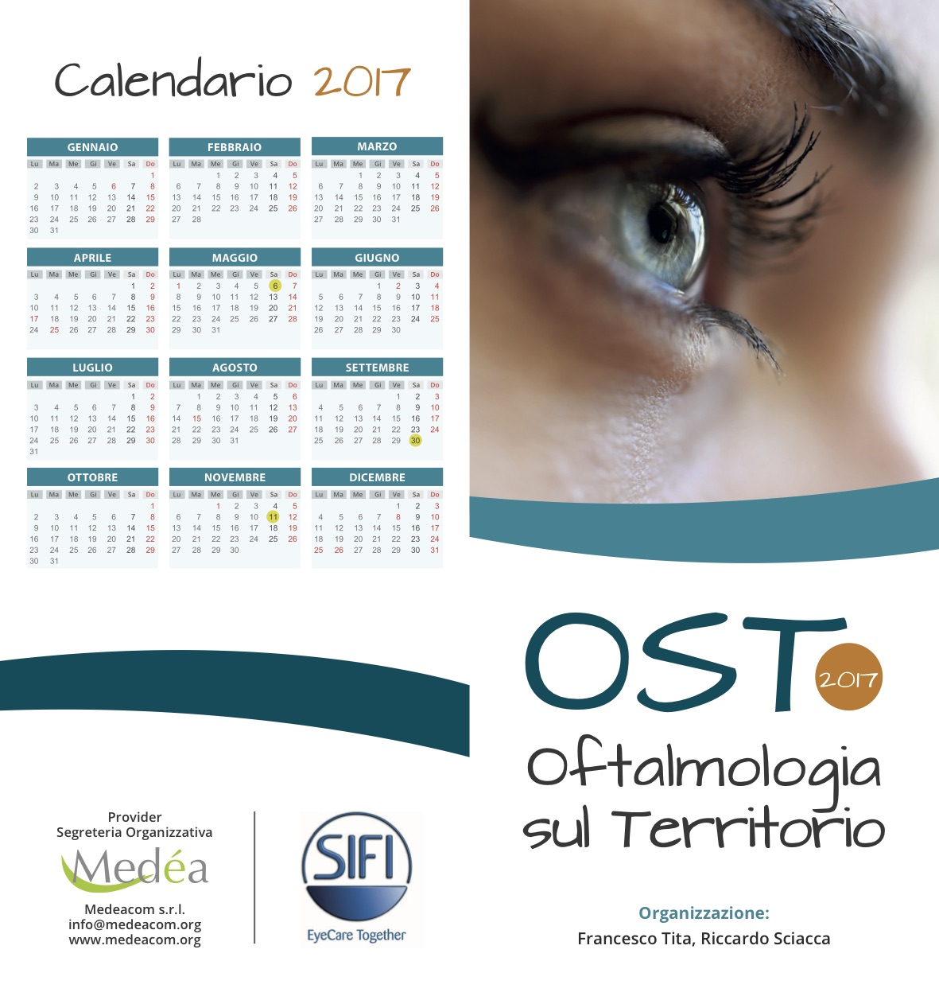 Calendario 2017
GENNAIO
Lu Ma Me Gi Ve Sa Do
1
2 3 4 5 6 7 8
9 10 11 12 13 14 15
16 17 18 19 20 21 22
23 24 25 26 27 28 29
30 31
FEBBRAIO
Lu Ma Me Gi Ve Sa Do
1 2 3 4 5
6 7 8 9 10 11 12
13 14 15 16 17 18 19
20 21 22 23 24 25 26
27 28
MARZO
Lu Ma Me Gi Ve Sa Do
1 2 3 4 5
6 7 8 9 10 11 12
13 14 15 16 17 18 19
20 21 22 23 24 25 26
27 28 29 30 31
APRILE
Lu Ma Me Gi Ve Sa Do
1 2
3 4 5 6 7 8 9
10 11 12 13 14 15 16
17 18 19 20 21 22 23
24 25 26 27 28 29 30
MAGGIO
Lu Ma Me Gi Ve Sa Do
1 2 3 4 5 6 7
8 9 10 11 12 13 14
15 16 17 18 19 20 21
22 23 24 25 26 27 28
29 30 31
GIUGNO
Lu Ma Me Gi Ve Sa Do
1 2 3 4
5 6 7 8 9 10 11
12 13 14 15 16 17 18
19 20 21 22 23 24 25
26 27 28 29 30
LUGLIO
Lu Ma Me Gi Ve Sa Do
1 2
3 4 5 6 7 8 9
10 11 12 13 14 15 16
17 18 19 20 21 22 23
24 25 26 27 28 29 30
31
AGOSTO
Lu Ma Me Gi Ve Sa Do
1 2 3 4 5 6
7 8 9 10 11 12 13
14 15 16 17 18 19 20
21 22 23 24 25 26 27
28 29 30 31
SETTEMBRE
Lu Ma Me Gi Ve Sa Do
1 2 3
4 5 6 7 8 9 10
11 12 13 14 15 16 17
18 19 20 21 22 23 24
25 26 27 28 29 30
OTTOBRE
Lu Ma Me Gi Ve Sa Do
1
2 3 4 5 6 7 8
9 10 11 12 13 14 15
16 17 18 19 20 21 22
23 24 25 26 27 28 29
30 31
NOVEMBRE
Lu Ma Me Gi Ve Sa Do
1 2 3 4 5
6 7 8 9 10 11 12
13 14 15 16 17 18 19
20 21 22 23 24 25 26
27 28 29 30
DICEMBRE
Lu Ma Me Gi Ve Sa Do
1 2 3
4 5 6 7 8 9 10
11 12 13 14 15 16 17
18 19 20 21 22 23 24
25 26 27 28 29 30 31
Provider
Segreteria Organizzativa
Medéa
Medeacom s.r.l.
info@medeacom.org
www.medeacom.org
SIFI
EyeCare Together
OST 2017
Oftalmologia
sul Territorio
Organizzazione:
Francesco Tita, Riccardo Sciacca